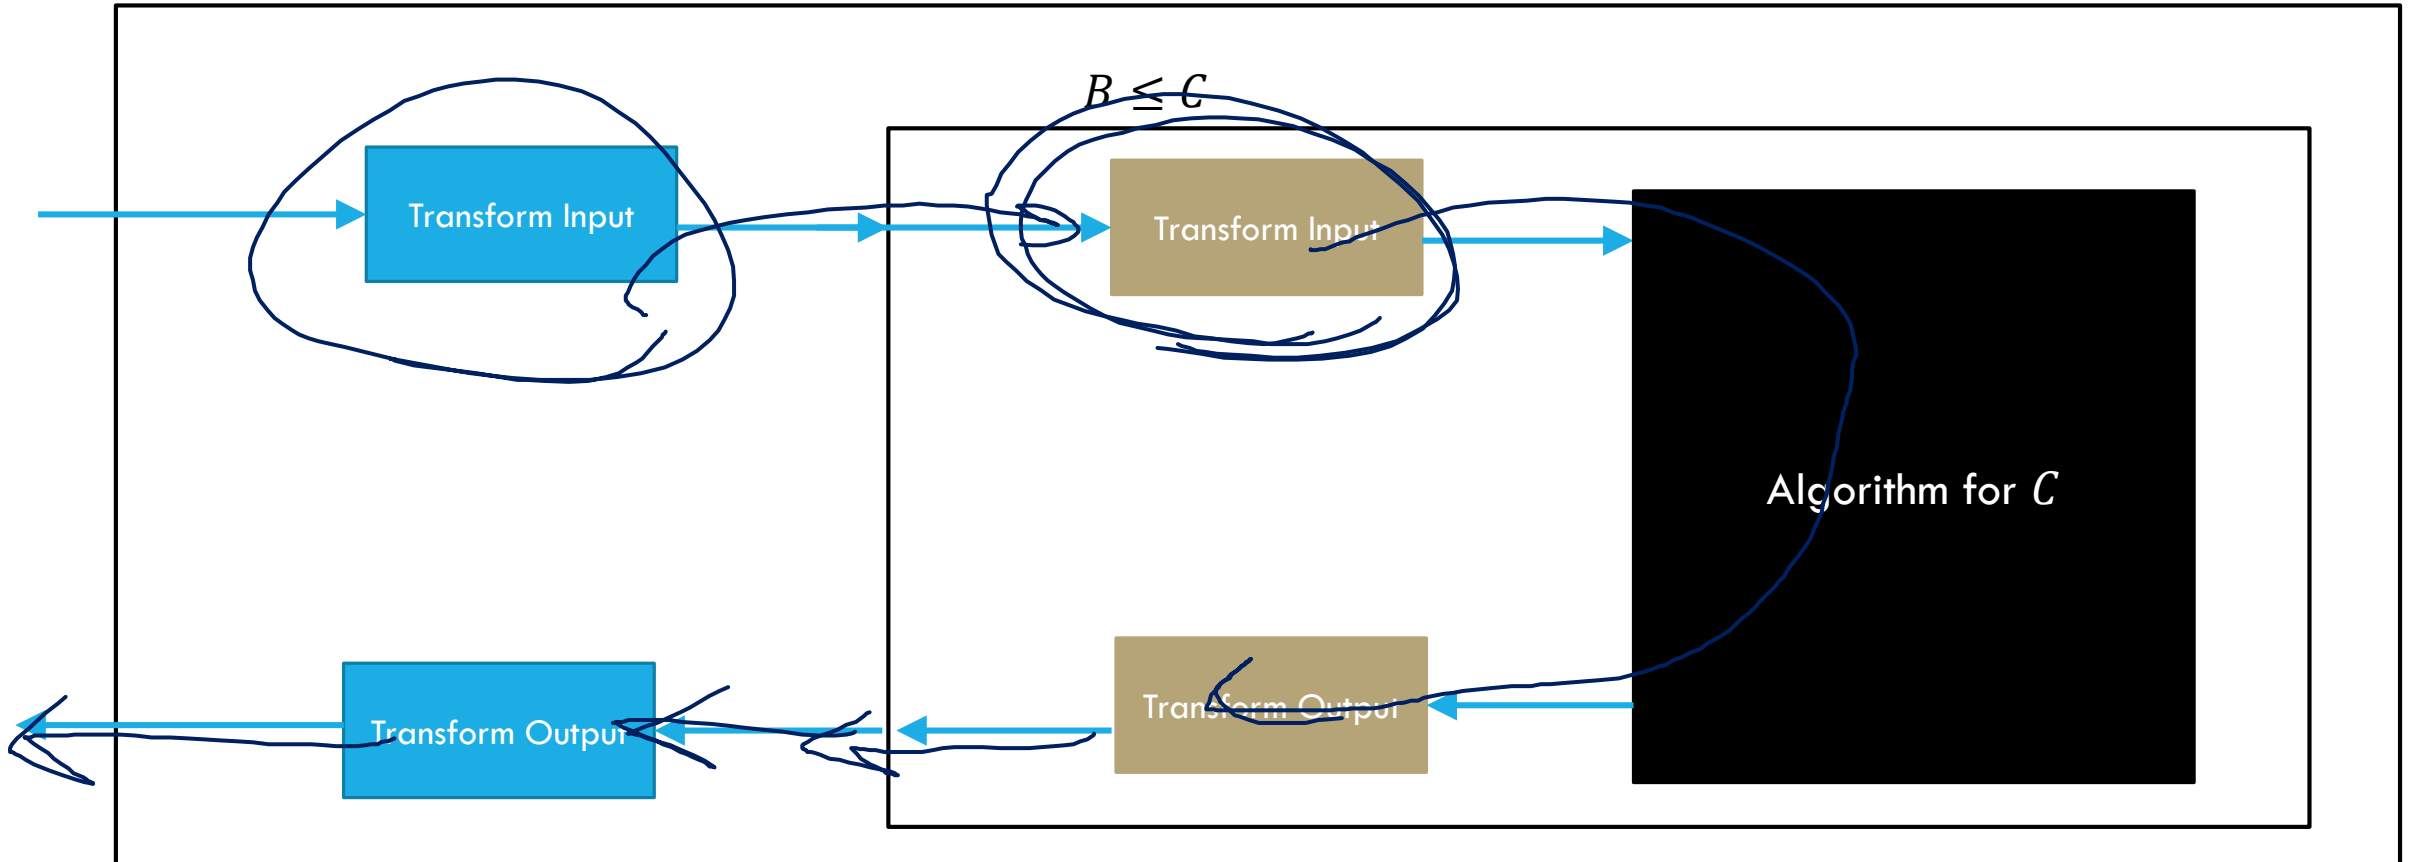 B ≤ C
Transform Input
Transform Input
Algorithm for C
Transform Output
Transform Output